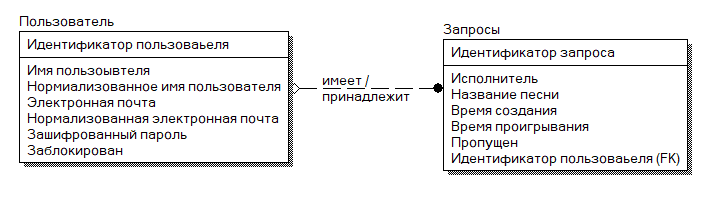 Пользователь
Идентификатор пользоваьеля
Имя пользоывтеля
Нормиализованное имя пользователя
Электронная почта
Нормализованная электронная почта
Зашифрованный пароль
Заблокирован
имеет /
принадлежит
Запросы
Идентификатор запроса
Исполнитель
Название песни
Время создания
Время проигрывания
Пропущен
Идентификатор пользоваьеля (FK)